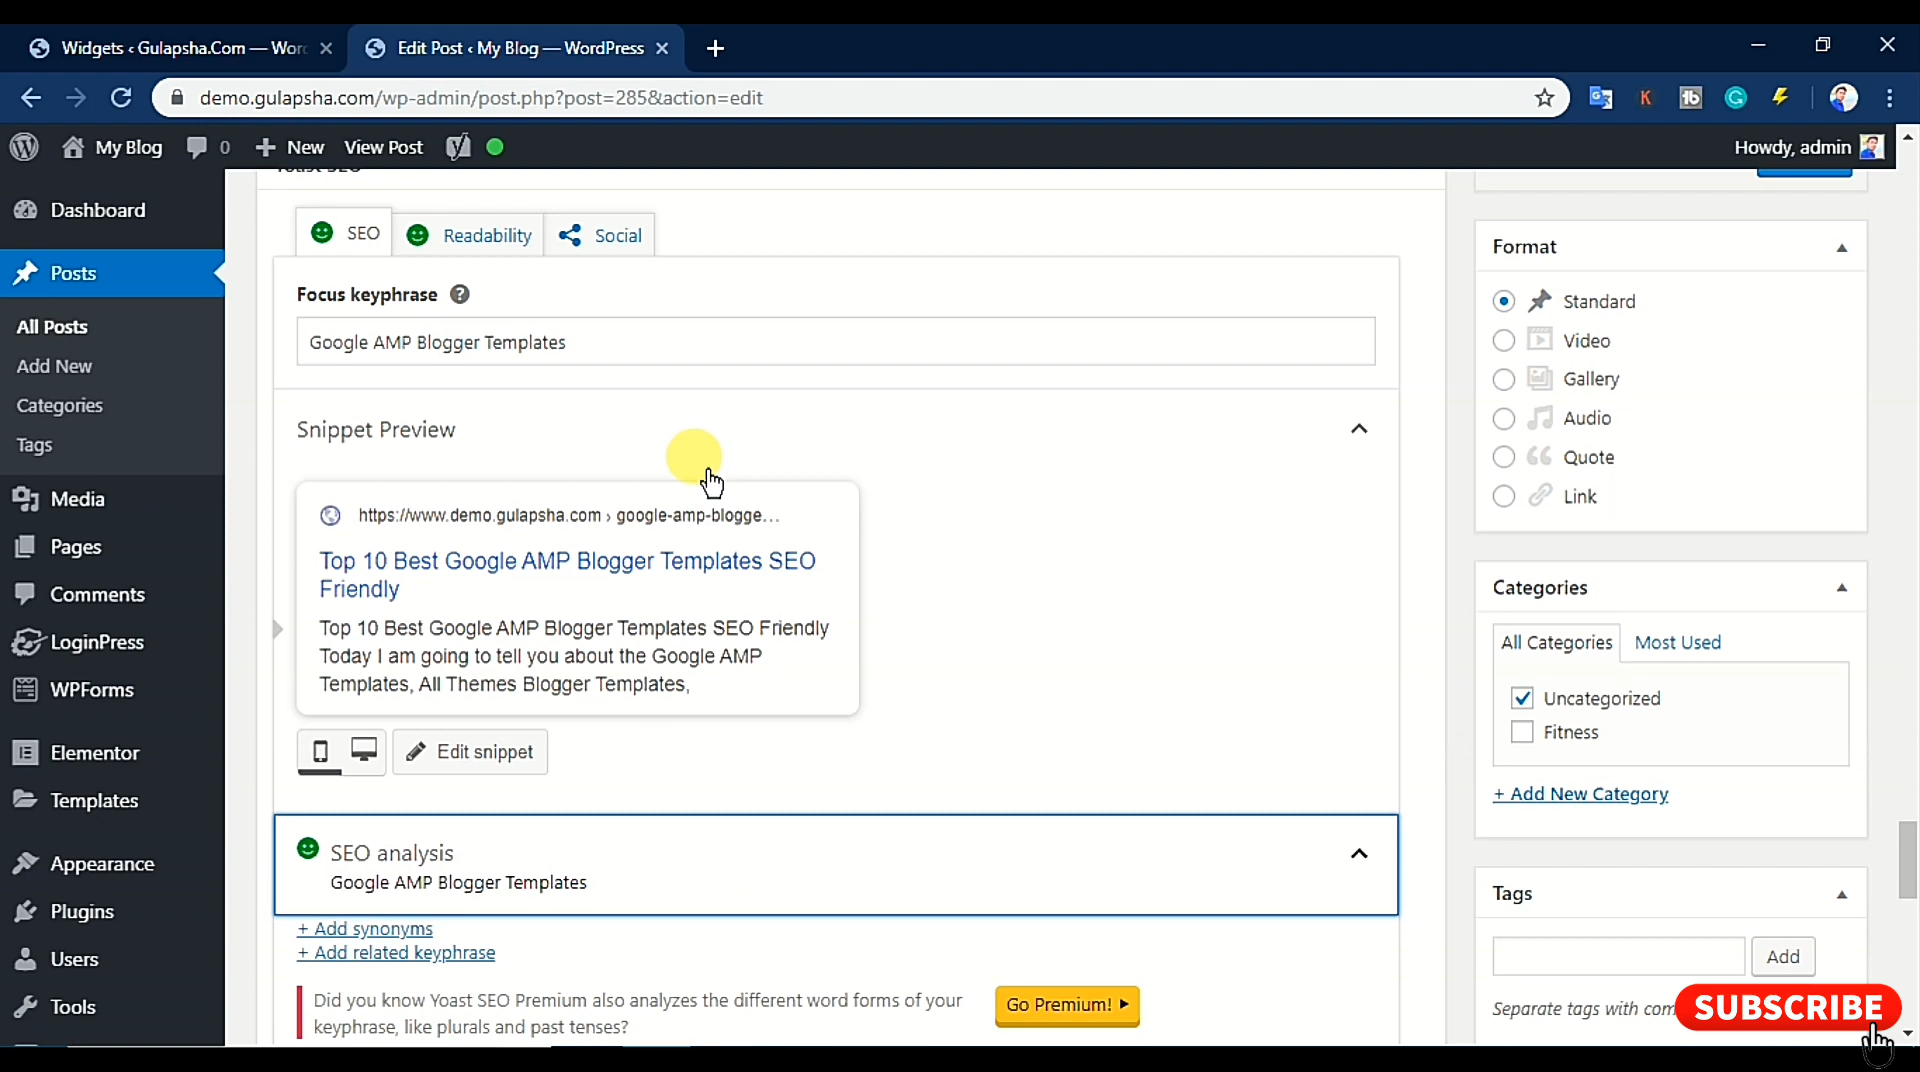 Widgets ‹ Gulapsha.Com — Wor
Edit Post ‹ My Blog — WordPress
demo.gulapsha.com/wp-admin/post.php?post=285&action=edit
My Blog
0
New
View Post
Howdy, admin
Yoast SEO
Dashboard
Posts
All Posts
Add New
Categories
Tags
Media
Pages
Comments
LoginPress
WPForms
Elementor
Templates
Appearance
Plugins
Users
Tools
SEO
Readability
Social
Focus keyphrase
Google AMP Blogger Templates
Snippet Preview
https://www.demo.gulapsha.com › google-amp-blogge...
Top 10 Best Google AMP Blogger Templates SEO
Friendly
Top 10 Best Google AMP Blogger Templates SEO Friendly
Today I am going to tell you about the Google AMP
Templates, All Themes Blogger Templates,
Edit snippet
SEO analysis
Google AMP Blogger Templates
+ Add synonyms
+ Add related keyphrase
Did you know Yoast SEO Premium also analyzes the different word forms of your
keyphrase, like plurals and past tenses?
Go Premium!
Format
Standard
Video
Gallery
Audio
Quote
Link
Categories
All Categories
Most Used
Uncategorized
Fitness
+ Add New Category
Tags
Add
Separate tags with com
SUBSCRIBE